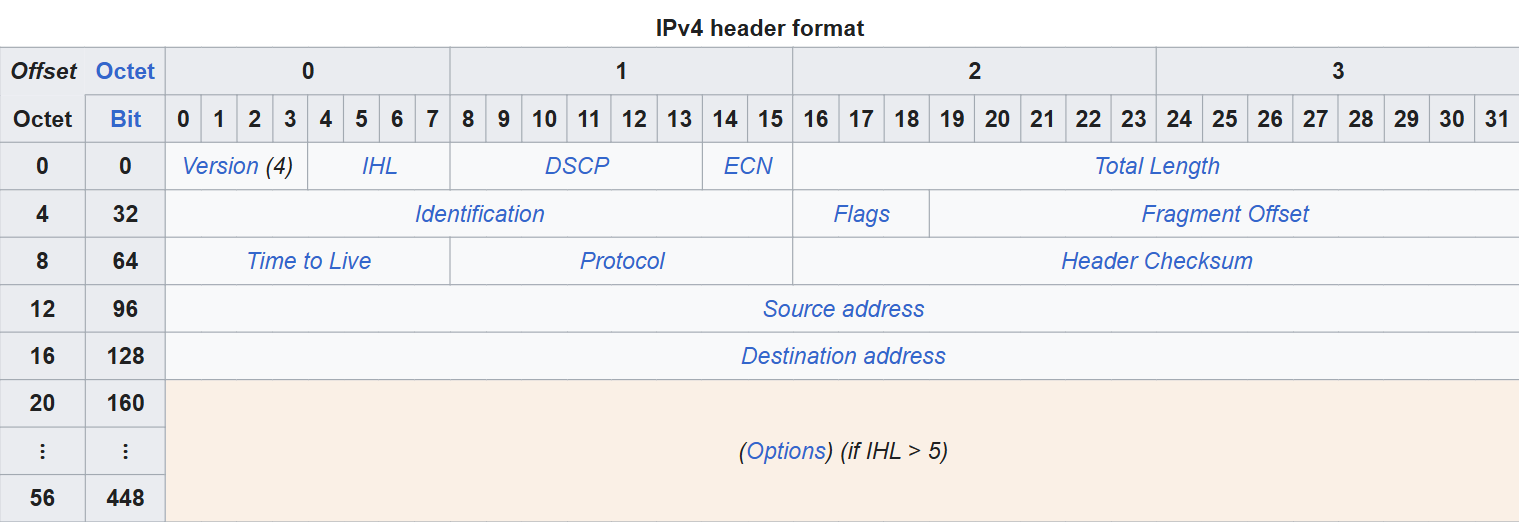 IPv4 header format
Offset Octet 0 1 2 3
Octet Bit 0 1 2 3 4 5 6 7 8 9 10 11 12 13 14 15 16 17 18 19 20 21 22 23 24 25 26 27 28 29 30 31
0 0 Version (4) IHL DSCP ECN Total Length
4 32 Identification Flags Fragment Offset
8 64 Time to Live Protocol Header Checksum
12 96 Source address
16 128 Destination address
20 160
⋮ ⋮ (Options) (if IHL > 5)
56 448